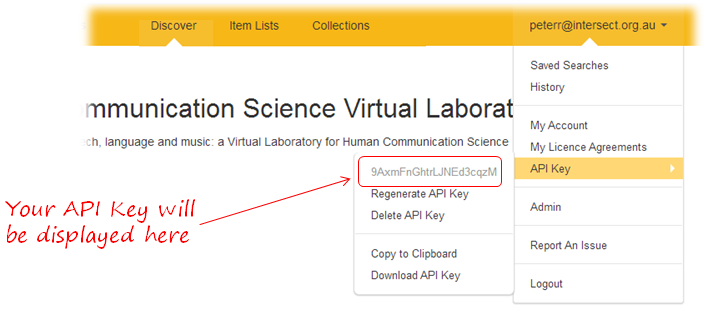 Discover Item Lists Collections peterr@intersect.org.au
Saved Searches
History
mmunication Science Virtual Laborat
ch, language and music: a Virtual Laboratory for Human Communication Science
My Account
My Licence Agreements
API Key
9AxmFnGhtrLJNEd3cqzM
Regenerate API Key
Delete API Key
Copy to Clipboard
Download API Key
Admin
Report An Issue
Logout
Your API Key will
be displayed here